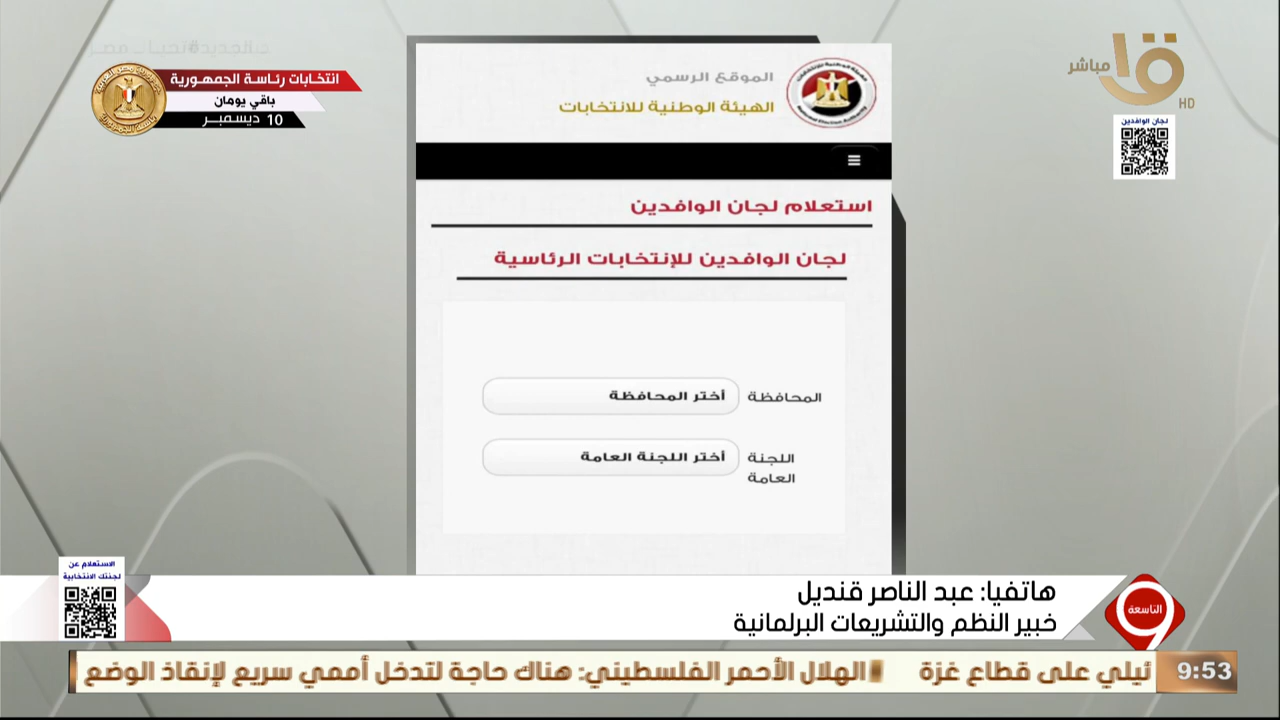 انتخابات رئاسة الجمهورية
باقي يومان
10 ديسمبر
مباشر
HD
لجان الوافدين
الموقع الرسمي
الهيئة الوطنية للانتخابات
استعلام لجان الوافدين
لجان الوافدين للإنتخابات الرئاسية
المحافظة
أختر المحافظة
اللجنة العامة
أختر اللجنة العامة
الاستعلام عن
لجنتك الانتخابية
هاتفيا: عبد الناصر قنديل
خبير النظم والتشريعات البرلمانية
التاسعة
9:53
ئيلي على قطاع غزة
الهلال الأحمر الفلسطيني: هناك حاجة لتدخل أممي سريع لإنقاذ الوضع